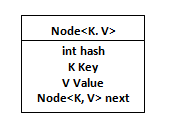 Node<K. V>
int hash
K Key
V Value
Node<K, V> next